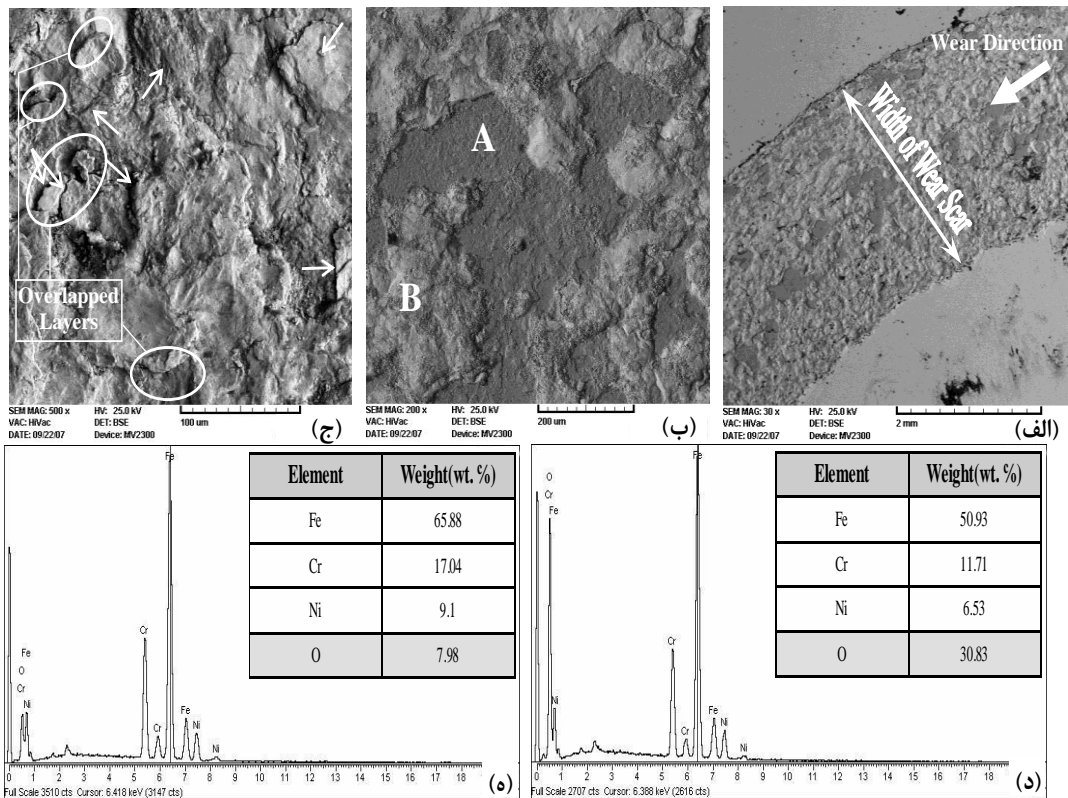 Overlapped
Layers
SEM MAG: 500 x HV: 25.0 kV
VAC: HiVac DET: BSE 100 um
DATE: 09/22/07 Device: MV2300
(ج)
A
B
SEM MAG: 200 x HV: 25.0 kV
VAC: HiVac DET: BSE 200 um
DATE: 09/22/07 Device: MV2300
(ب)
Wear Direction
Width of Wear Scar
SEM MAG: 30 x HV: 25.0 kV
VAC: HiVac DET: BSE 2 mm
DATE: 09/22/07 Device: MV2300
(الف)
Element Weight(wt. %)
Fe 65.88
Cr 17.04
Ni 9.1
O 7.98
Fe
Cr
Fe
O
Cr
Ni
Cr
Fe
Ni
Ni
0 1 2 3 4 5 6 7 8 9 10 11 12 13 14 15 16 17 18
Full Scale 3510 cts Cursor: 6.418 keV (3147 cts)
(ه)
Element Weight(wt. %)
Fe 50.93
Cr 11.71
Ni 6.53
O 30.83
Fe
O
Cr
Fe
Ni
Cr
Cr
Fe
Ni
Ni
0 1 2 3 4 5 6 7 8 9 10 11 12 13 14 15 16 17 18
Full Scale 2707 cts Cursor: 6.388 keV (2616 cts)
(د)